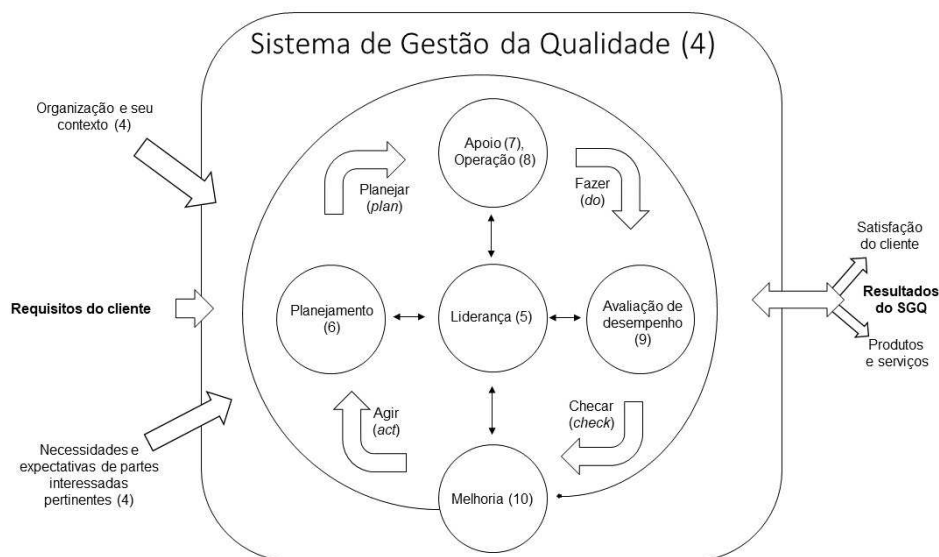 Sistema de Gestão da Qualidade (4)
Organização e seu
contexto (4)
Apoio (7),
Operação (8)
Planejar
(plan)
Fazer
(do)
Satisfação
do cliente
Requisitos do cliente
Planejamento
(6)
Liderança (5)
Avaliação de
desempenho
(9)
Resultados
do SGQ
Produtos
e serviços
Agir
(act)
Checar
(check)
Necessidades e
expectativas de partes
interessadas
pertinentes (4)
Melhoria (10)